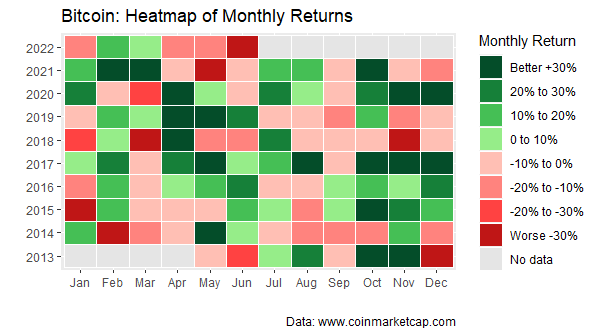 Bitcoin: Heatmap of Monthly Returns
Monthly Return
Better +30%
20% to 30%
10% to 20%
0 to 10%
-10% to 0%
-20% to -10%
-20% to -30%
Worse -30%
No data
2022
2021
2020
2019
2018
2017
2016
2015
2014
2013
Jan Feb Mar Apr May Jun Jul Aug Sep Oct Nov Dec
Data: www.coinmarketcap.com